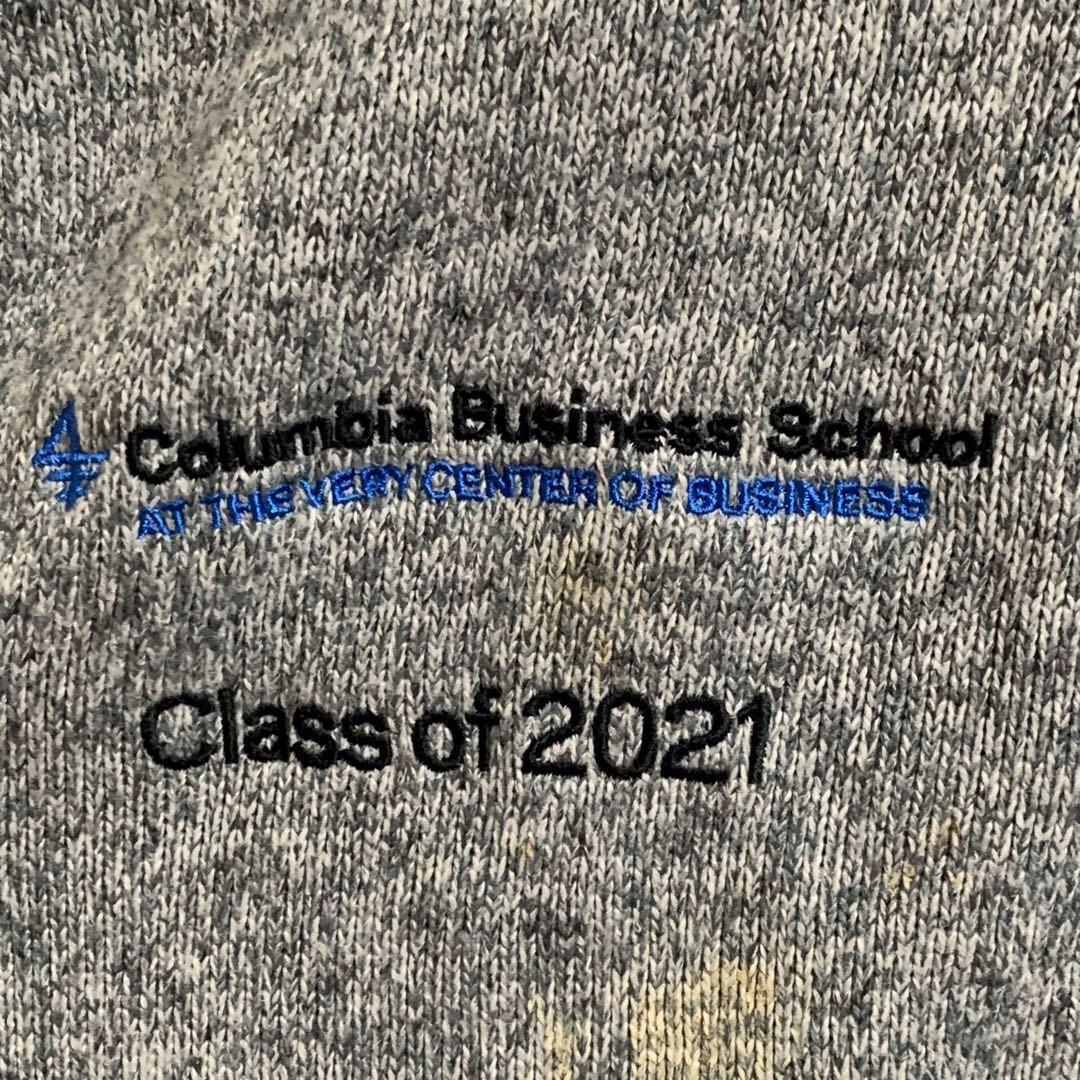 Columbia Business School
AT THE VERY CENTER OF BUSINESS
Class of 2021